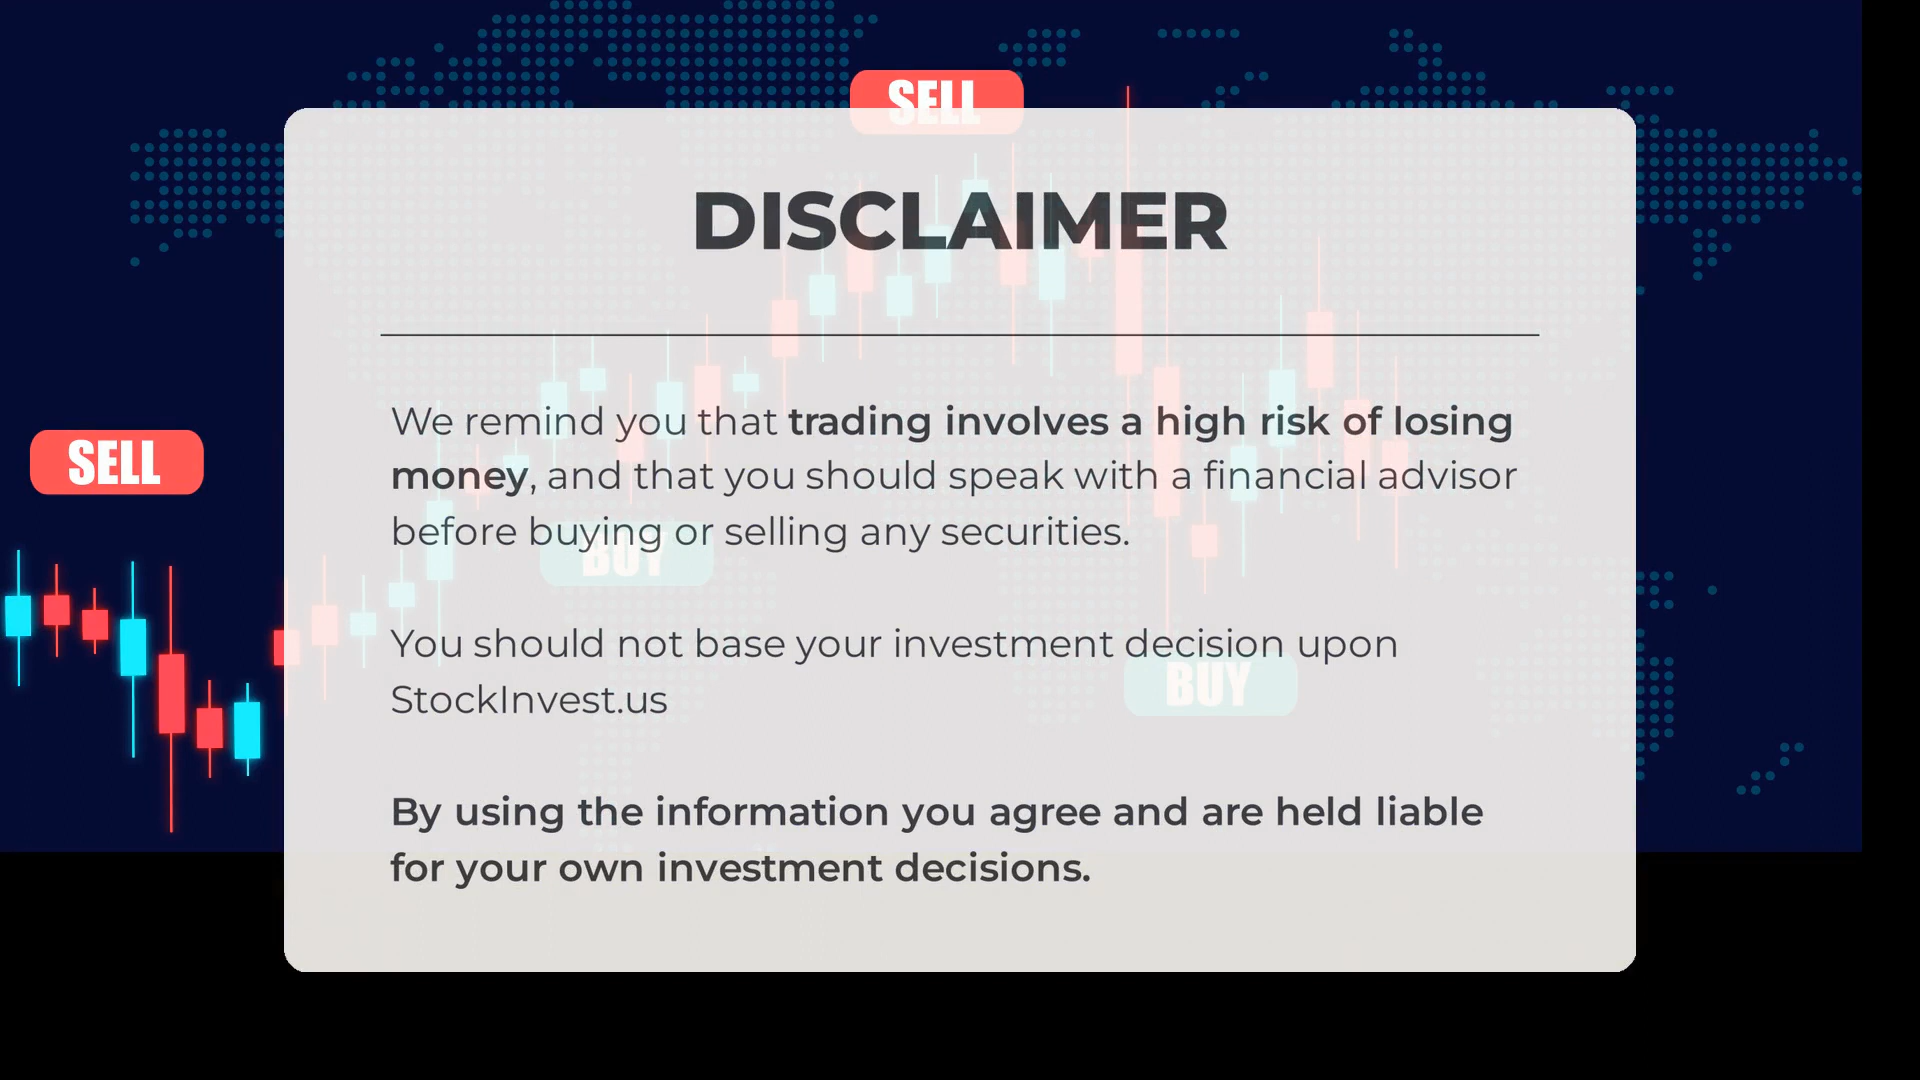 SELL
DISCLAIMER
We remind you that trading involves a high risk of losing
money, and that you should speak with a financial advisor
before buying or selling any securities.
SELL
BUY
You should not base your investment decision upon
StockInvest.us
BUY
By using the information you agree and are held liable
for your own investment decisions.